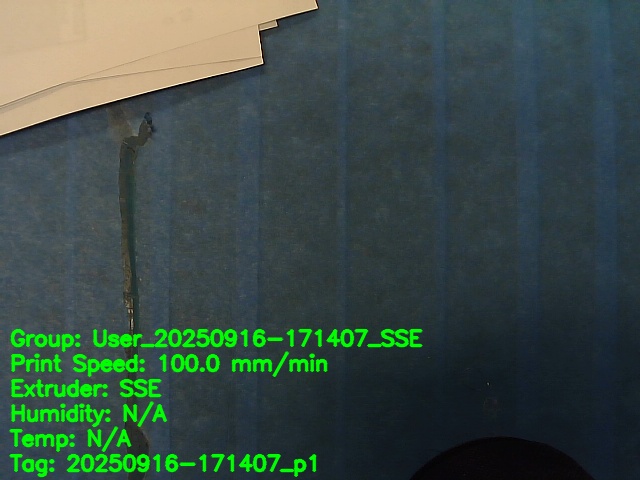 Group: User_20250916-171407_SSE
Print Speed: 100.0 mm/min
Extruder: SSE
Humidity: N/A
Temp: N/A
Tag: 20250916-171407_p1